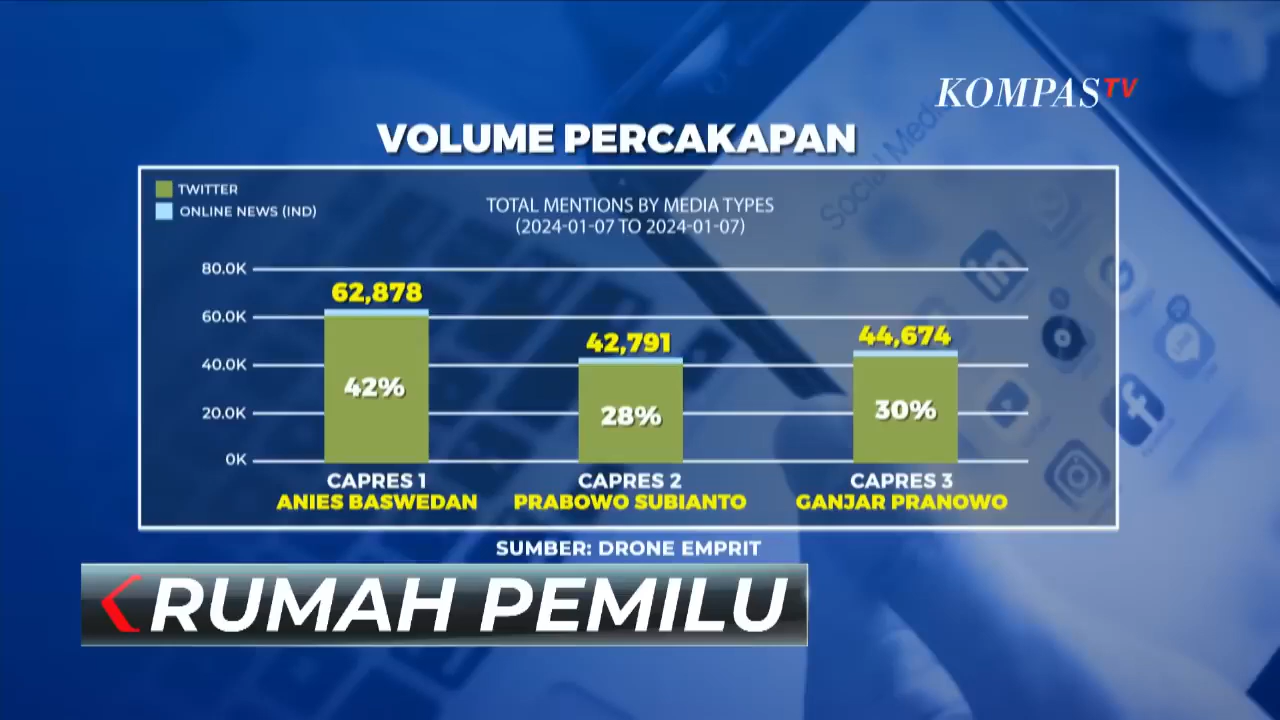 KOMPASTV
Social Media
VOLUME PERCAKAPAN
TWITTER
ONLINE NEWS (IND)
TOTAL MENTIONS BY MEDIA TYPES
(2024-01-07 TO 2024-01-07)
80.0K
60.0K
40.0K
20.0K
0K
62,878
42,791
44,674
42%
28%
30%
CAPRES 1
ANIES BASWEDAN
CAPRES 2
PRABOWO SUBIANTO
CAPRES 3
GANJAR PRANOWO
SUMBER: DRONE EMPRIT
RUMAH PEMILU